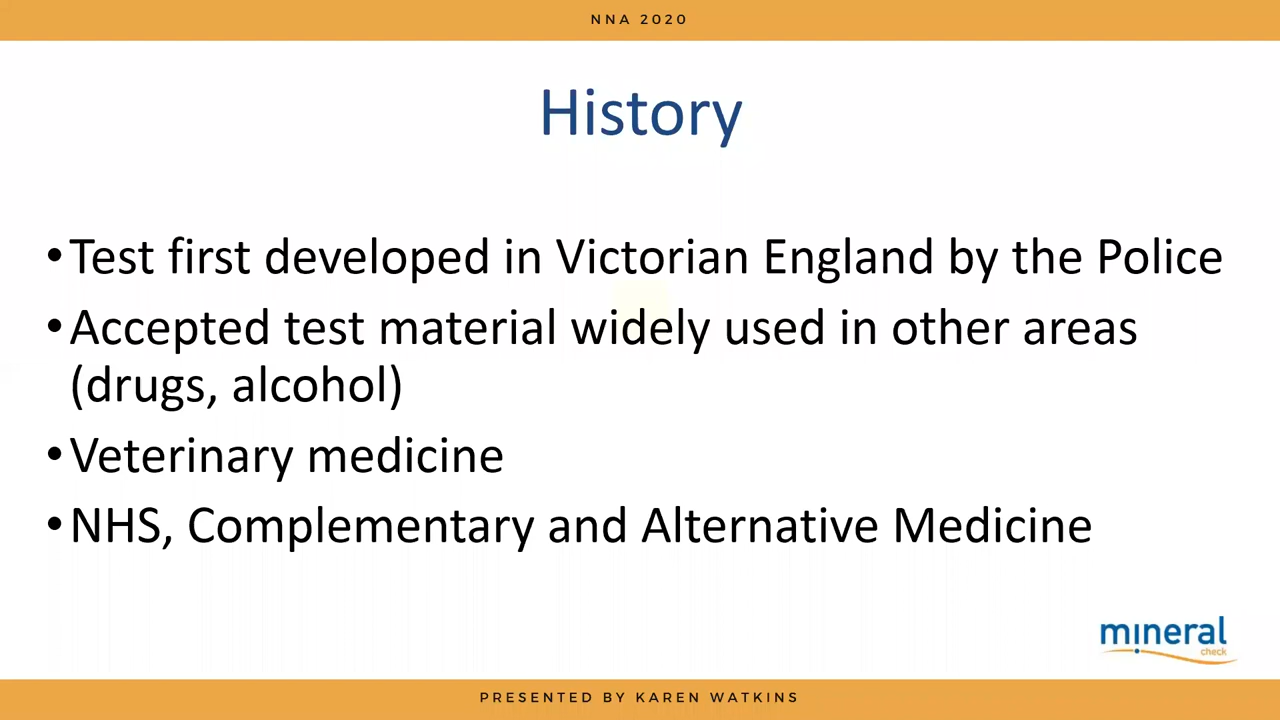 NNA 2020
History
•Test first developed in Victorian England by the Police
•Accepted test material widely used in other areas
(drugs, alcohol)
•Veterinary medicine
•NHS, Complementary and Alternative Medicine
mineral
check
PRESENTED BY KAREN WATKINS